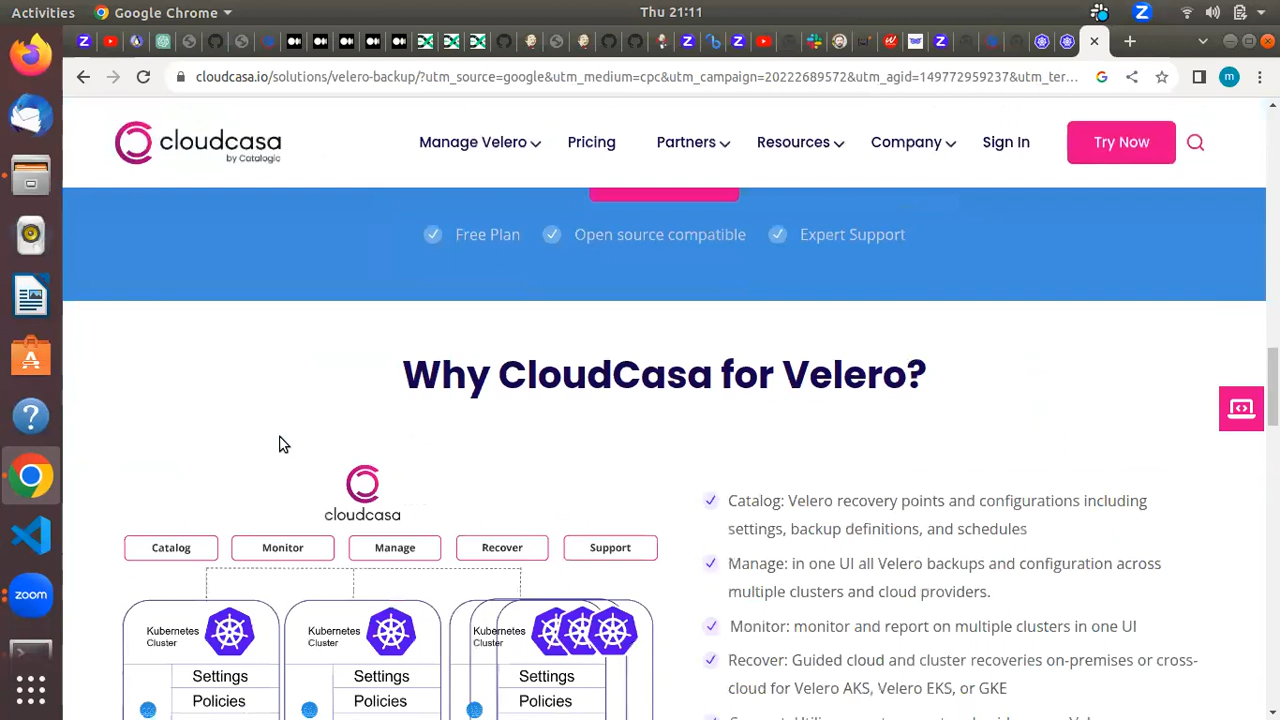 Activities
Google Chrome
Thu 21:11
cloudcasa.io/solutions/velero-backup/?utm_source=google&utm_medium=cpc&utm_campaign=20222689572&utm_agid=149772959237&utm_ter...
m
cloudcasa
by Catalogic
Manage Velero
Pricing
Partners
Resources
Company
Sign In
Try Now
Free Plan
Open source compatible
Expert Support
Why CloudCasa for Velero?
cloudcasa
Catalog
Monitor
Manage
Recover
Support
Kubernetes
Cluster
Settings
Policies
Kubernetes
Cluster
Settings
Policies
Kubernetes
Cluster
Settings
Policies
Catalog: Velero recovery points and configurations including
settings, backup definitions, and schedules
Manage: in one UI all Velero backups and configuration across
multiple clusters and cloud providers.
Monitor: monitor and report on multiple clusters in one UI
Recover: Guided cloud and cluster recoveries on-premises or cross-
cloud for Velero AKS, Velero EKS, or GKE
zoom